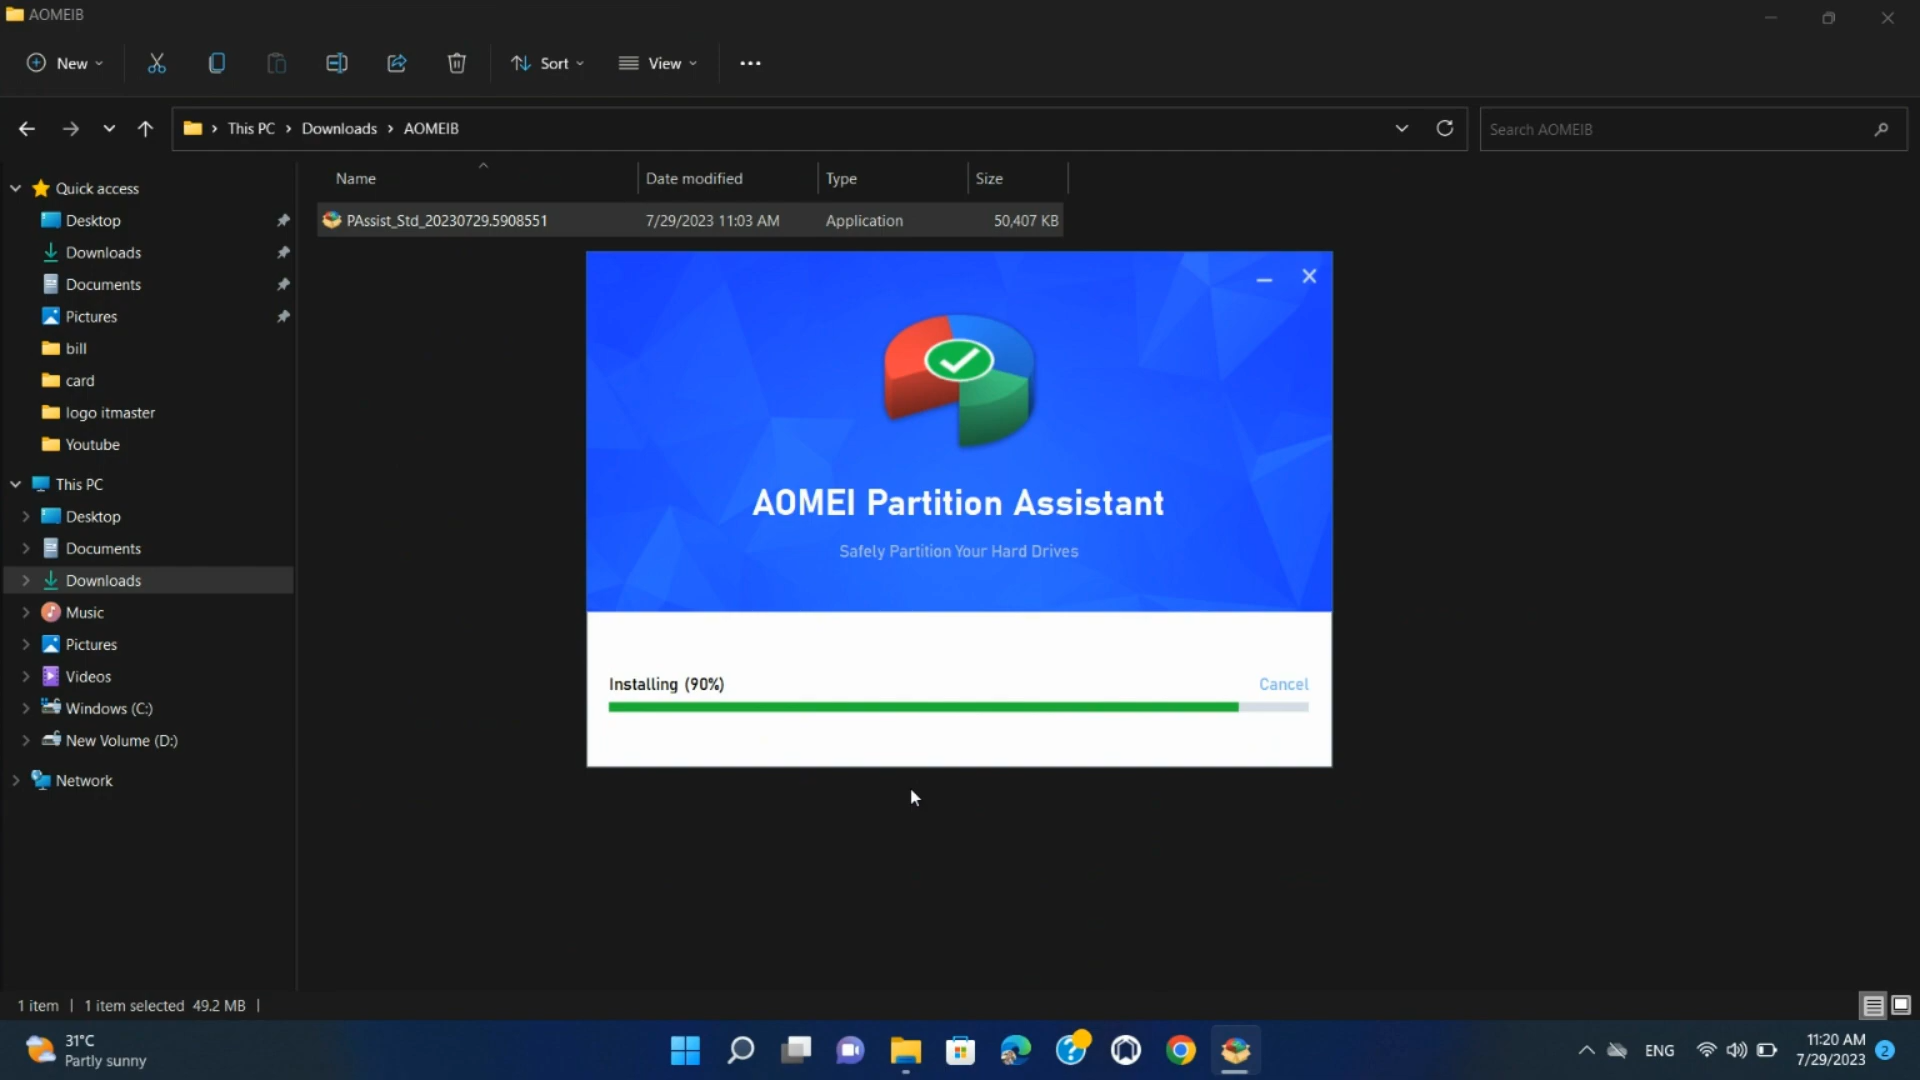 AOMEIB
New
Sort
View
This PC > Downloads > AOMEIB
Search AOMEIB
Name Date modified Type Size
PAssist_Std_20230729.5908551 7/29/2023 11:03 AM Application 50,407 KB
Quick access
Desktop
Downloads
Documents
Pictures
bill
card
logo itmaster
Youtube
This PC
Desktop
Documents
Downloads
Music
Pictures
Videos
Windows (C:)
New Volume (D:)
Network
AOMEI Partition Assistant
Safely Partition Your Hard Drives
Installing (90%) Cancel
1 item | 1 item selected 49.2 MB |
31°C
Partly sunny
ENG
11:20 AM
7/29/2023
2